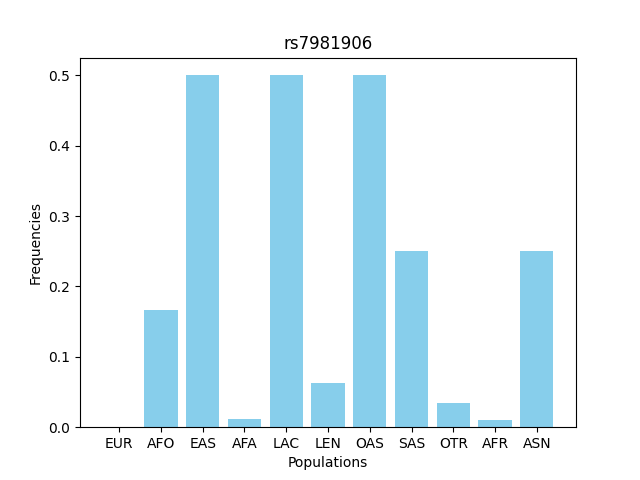 rs7981906
Frequencies
0.5
0.4
0.3
0.2
0.1
0.0
EUR AFO EAS AFA LAC LEN OAS SAS OTR AFR ASN
Populations